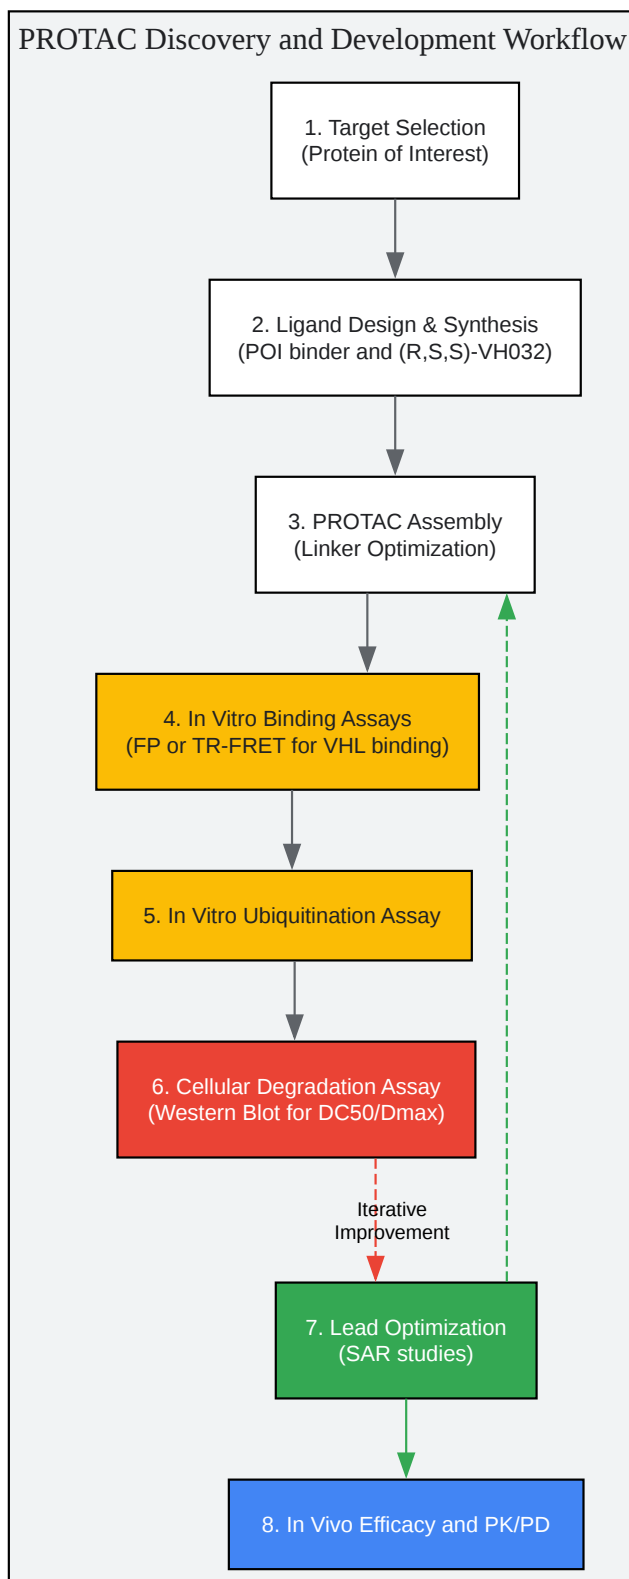 PROTAC Discovery and Development Workflow
1. Target Selection
(Protein of Interest)
2. Ligand Design & Synthesis
(POI binder and (R,S,S)-VH032)
3. PROTAC Assembly
(Linker Optimization)
4. In Vitro Binding Assays
(FP or TR-FRET for VHL binding)
5. In Vitro Ubiquitination Assay
6. Cellular Degradation Assay
(Western Blot for DC50/Dmax)
Iterative
Improvement
7. Lead Optimization
(SAR studies)
8. In Vivo Efficacy and PK/PD